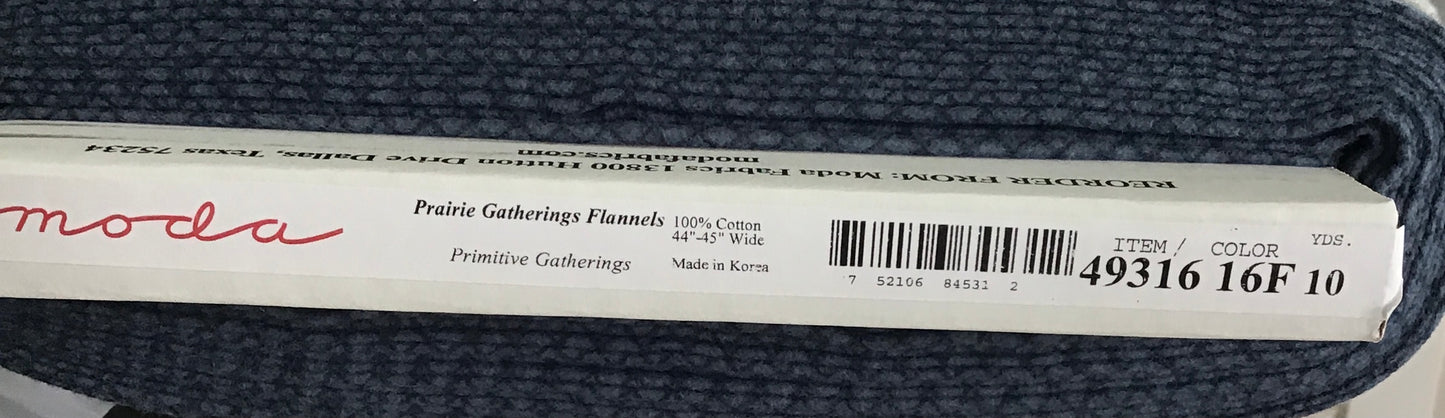 REORDER FROM: Moda Fabrics 13800 Hutton Drive Dallas, Texas 75234
modafabrics.com
moda
Prairie Gatherings Flannels
Primitive Gatherings
100% Cotton
44"-45" Wide
Made in Korea
7 52106 84531 2
ITEM / COLOR YDS.
49316 16F 10